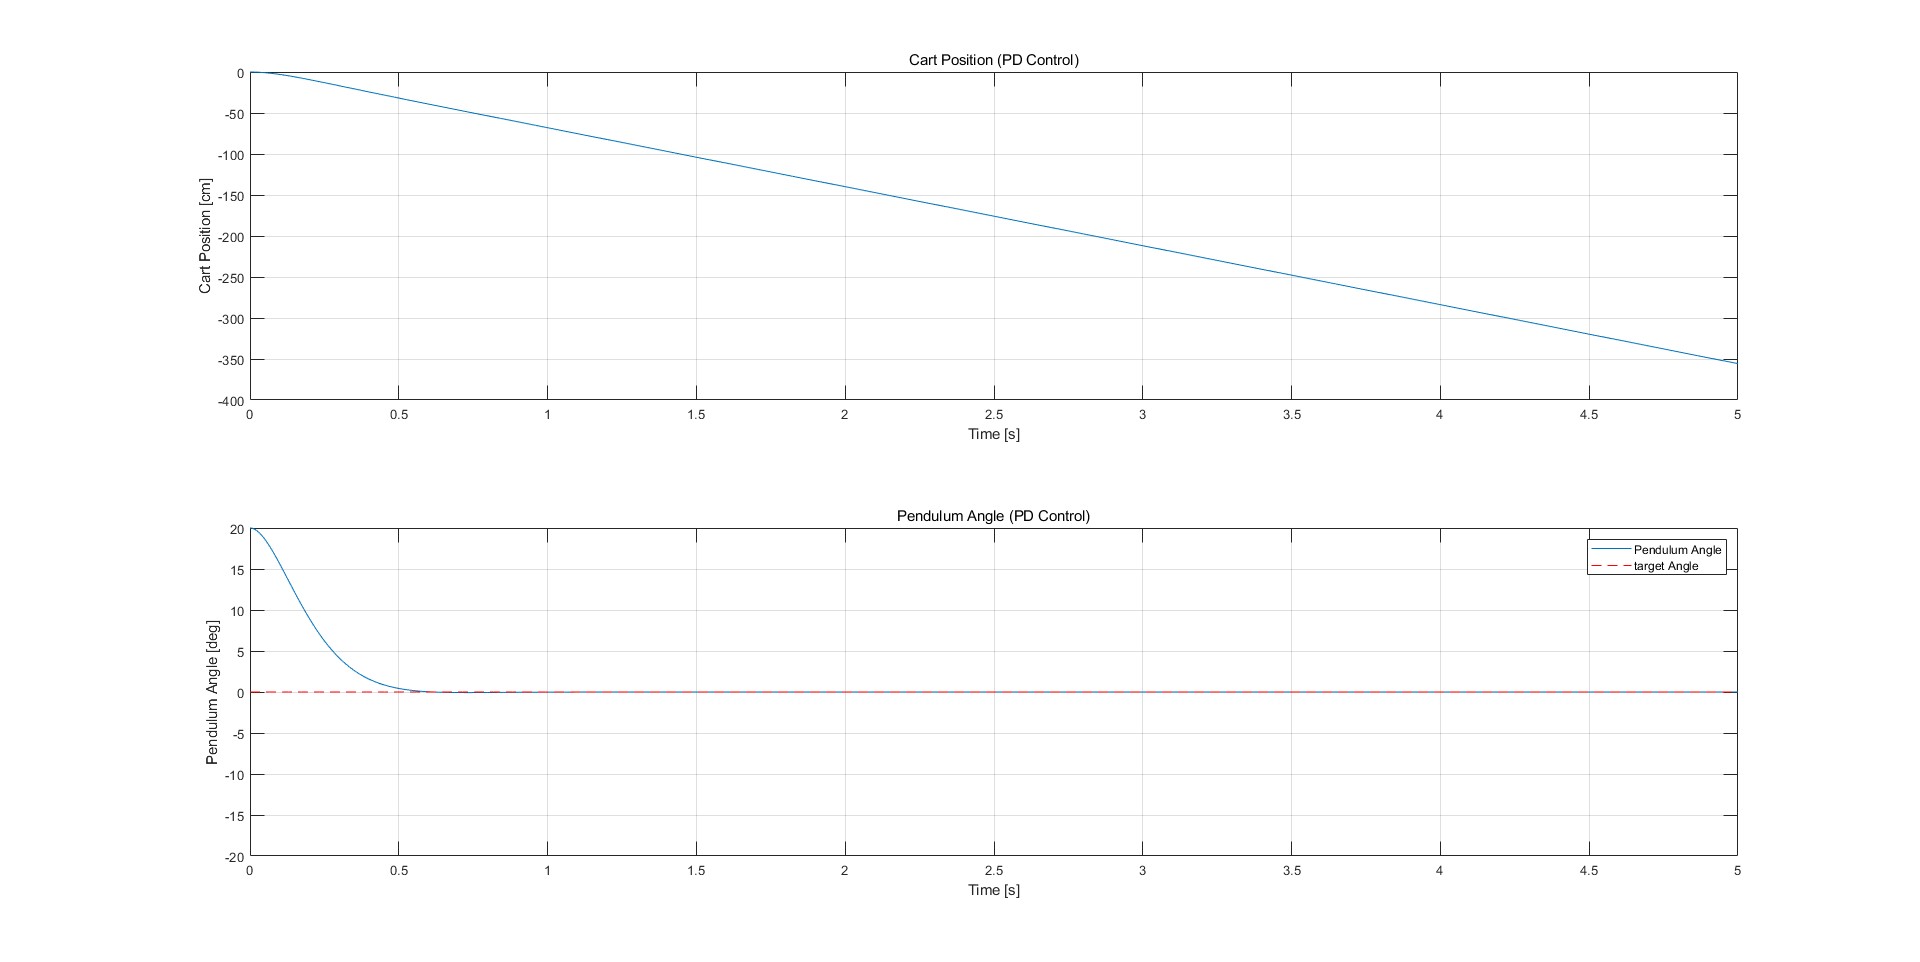 Cart Position (PD Control)
0
-50
-100
-150
-200
-250
-300
-350
-400
Cart Position [cm]
0 0.5 1 1.5 2 2.5 3 3.5 4 4.5 5
Time [s]
Pendulum Angle (PD Control)
20
15
10
5
0
-5
-10
-15
-20
Pendulum Angle [deg]
Pendulum Angle
target Angle
0 0.5 1 1.5 2 2.5 3 3.5 4 4.5 5
Time [s]